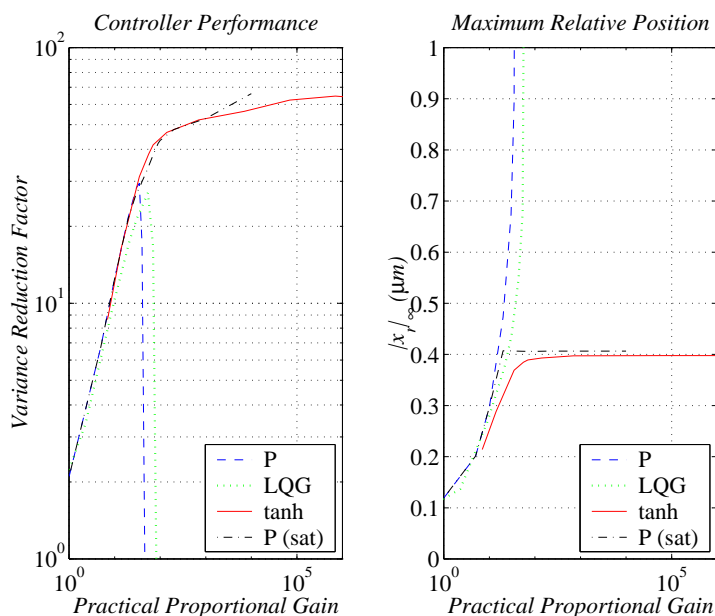 Controller Performance
Variance Reduction Factor
10^2
10^1
10^0
P
LQG
tanh
P (sat)
10^0
10^5
Practical Proportional Gain
Maximum Relative Position
|x_r|_∞ (μm)
1
0.9
0.8
0.7
0.6
0.5
0.4
0.3
0.2
0.1
0
P
LQG
tanh
P (sat)
10^0
10^5
Practical Proportional Gain